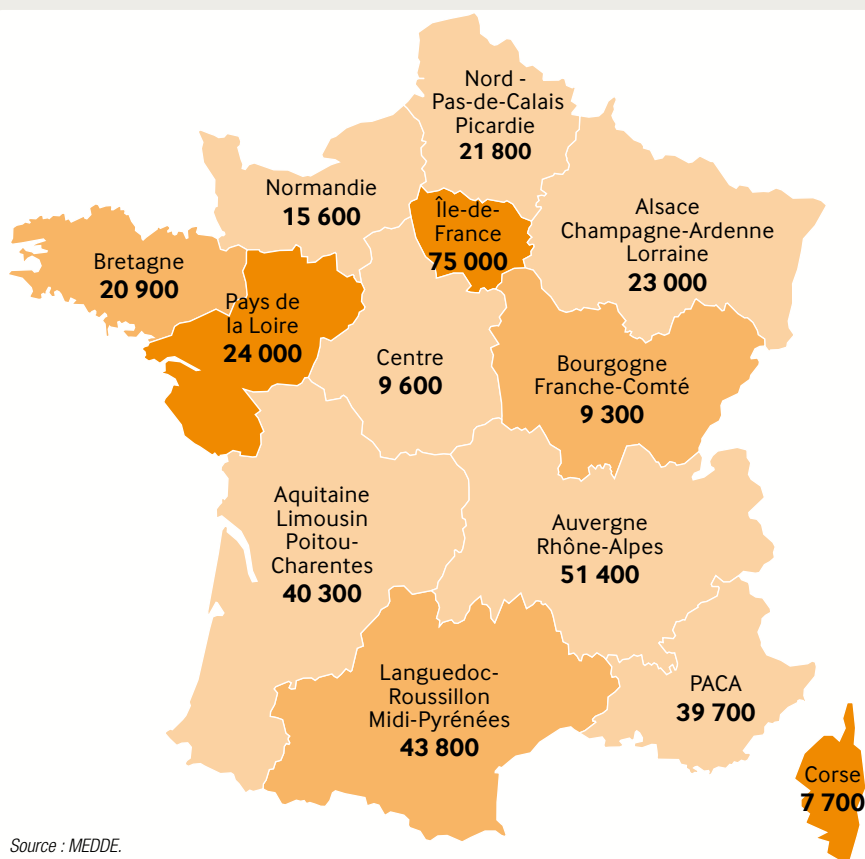 Nord -
Pas-de-Calais
Picardie
21 800
Normandie
15 600
Île-de-
France
75 000
Alsace
Champagne-Ardenne
Lorraine
23 000
Bretagne
20 900
Pays de
la Loire
24 000
Centre
9 600
Bourgogne
Franche-Comté
9 300
Aquitaine
Limousin
Poitou-
Charentes
40 300
Auvergne
Rhône-Alpes
51 400
Languedoc-
Roussillon
Midi-Pyrénées
43 800
PACA
39 700
Corse
7 700
Source : MEDDE.